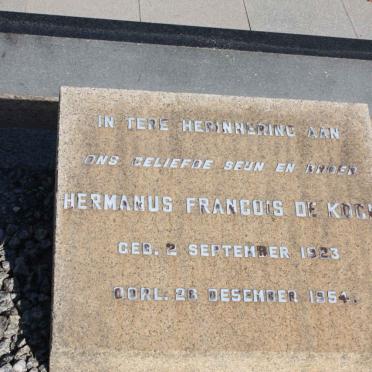 IN TERE HERINNERING AAN
ONS GELIEFDE SEUN EN BROER
HERMANUS FRANCOIS DE KOCK
GEB. 2 SEPTEMBER 1923
OORL. 28 DESEMBER 1954.